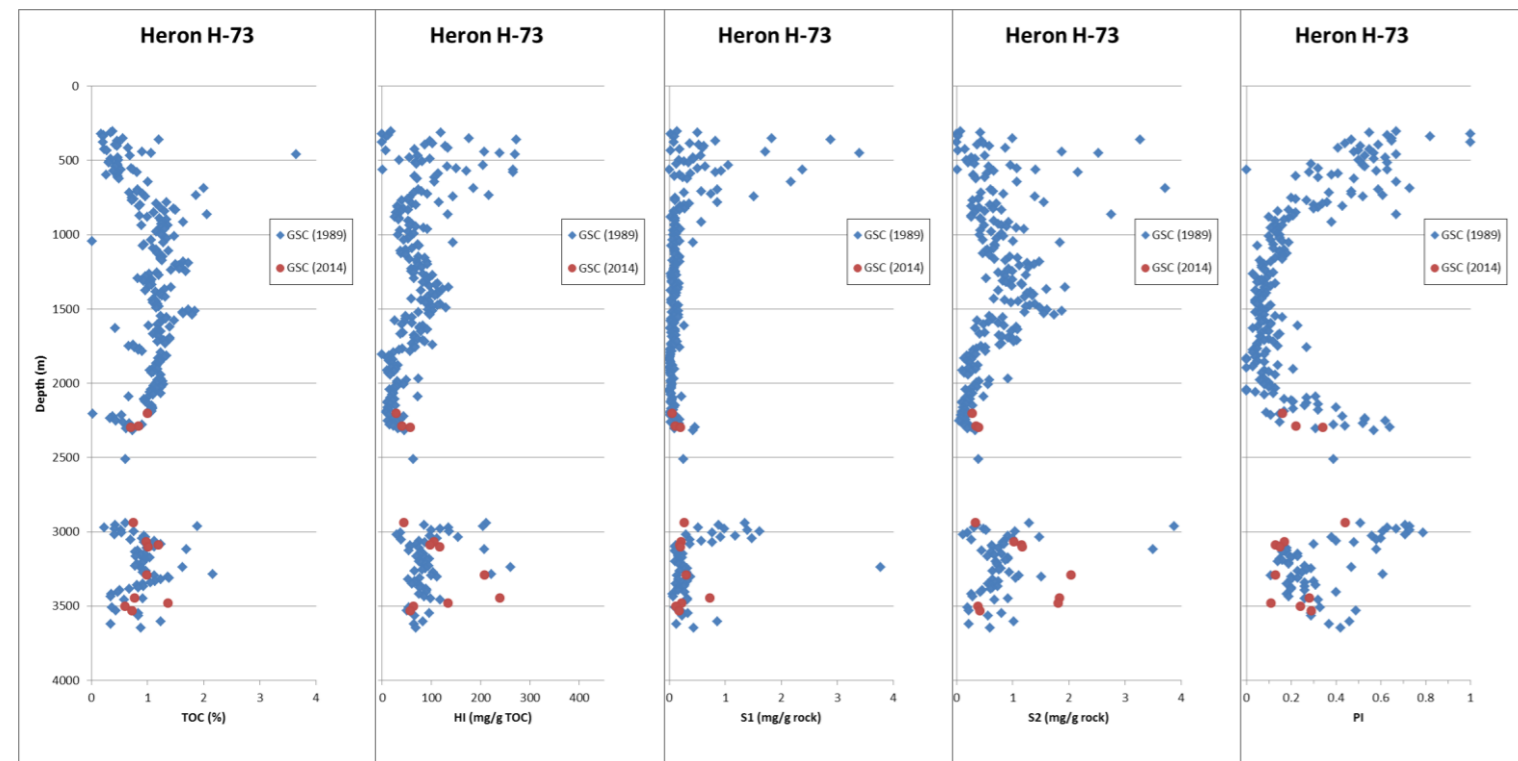 Heron H-73
Heron H-73
Heron H-73
Heron H-73
Heron H-73
0
500
1000
1500
2000
2500
3000
3500
4000
Depth (m)
GSC (1989)
GSC (2014)
GSC (1989)
GSC (2014)
GSC (1989)
GSC (2014)
GSC (1989)
GSC (2014)
GSC (1989)
GSC (2014)
0 1 2 3 4
TOC (%)
0 100 200 300 400
HI (mg/g TOC)
0 1 2 3 4
S1 (mg/g rock)
0 1 2 3 4
S2 (mg/g rock)
0 0.2 0.4 0.6 0.8 1
PI